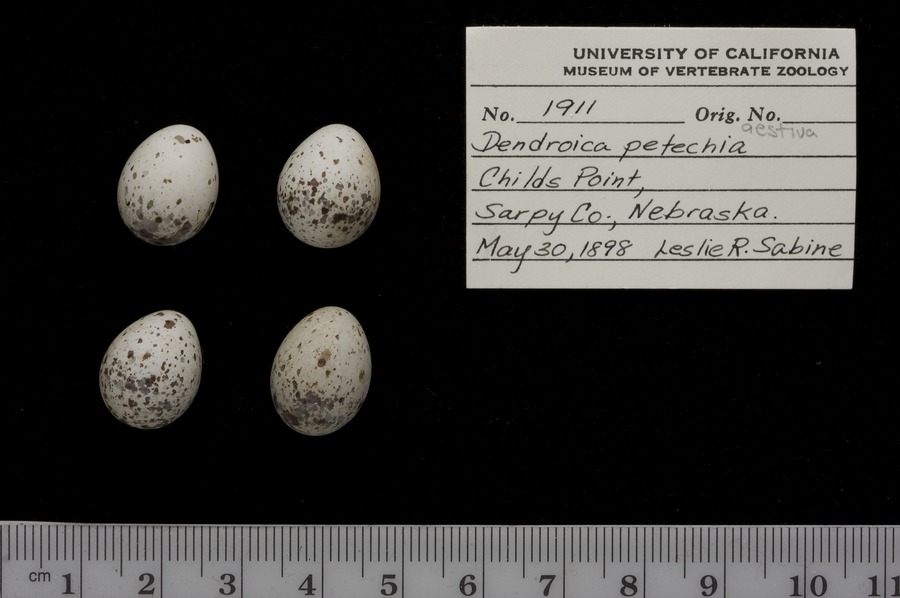 UNIVERSITY OF CALIFORNIA
MUSEUM OF VERTEBRATE ZOOLOGY
No. 1911 Orig. No.
aestiva
Dendroica petechia
Childs Point,
Sarpy Co., Nebraska.
May 30, 1898 Leslie R. Sabine
cm 1 2 3 4 5 6 7 8 9 10 11